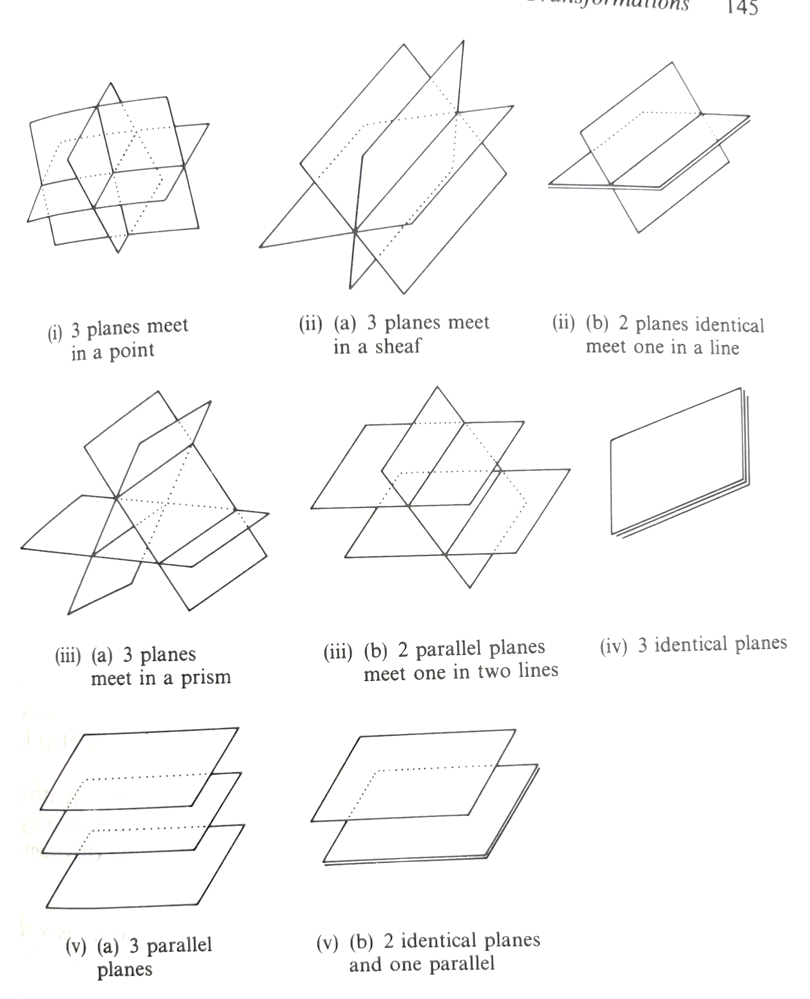 Transformations 145
(i) 3 planes meet
in a point
(ii) (a) 3 planes meet
in a sheaf
(ii) (b) 2 planes identical
meet one in a line
(iii) (a) 3 planes
meet in a prism
(iii) (b) 2 parallel planes
meet one in two lines
(iv) 3 identical planes
(v) (a) 3 parallel
planes
(v) (b) 2 identical planes
and one parallel